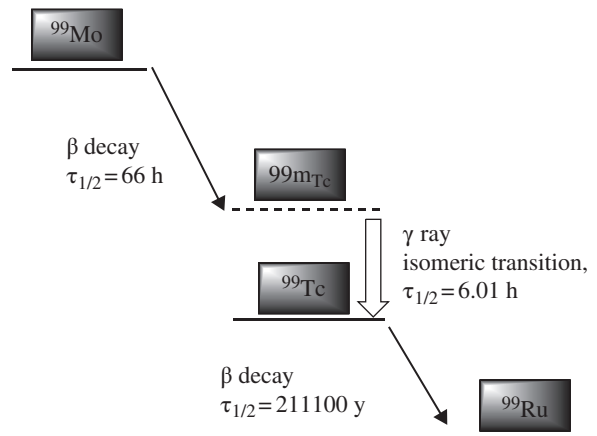 ⁹⁹Mo
β decay
τ₁/₂ = 66 h
99mTc
γ ray
isomeric transition,
τ₁/₂ = 6.01 h
⁹⁹Tc
β decay
τ₁/₂ = 211100 y
⁹⁹Ru